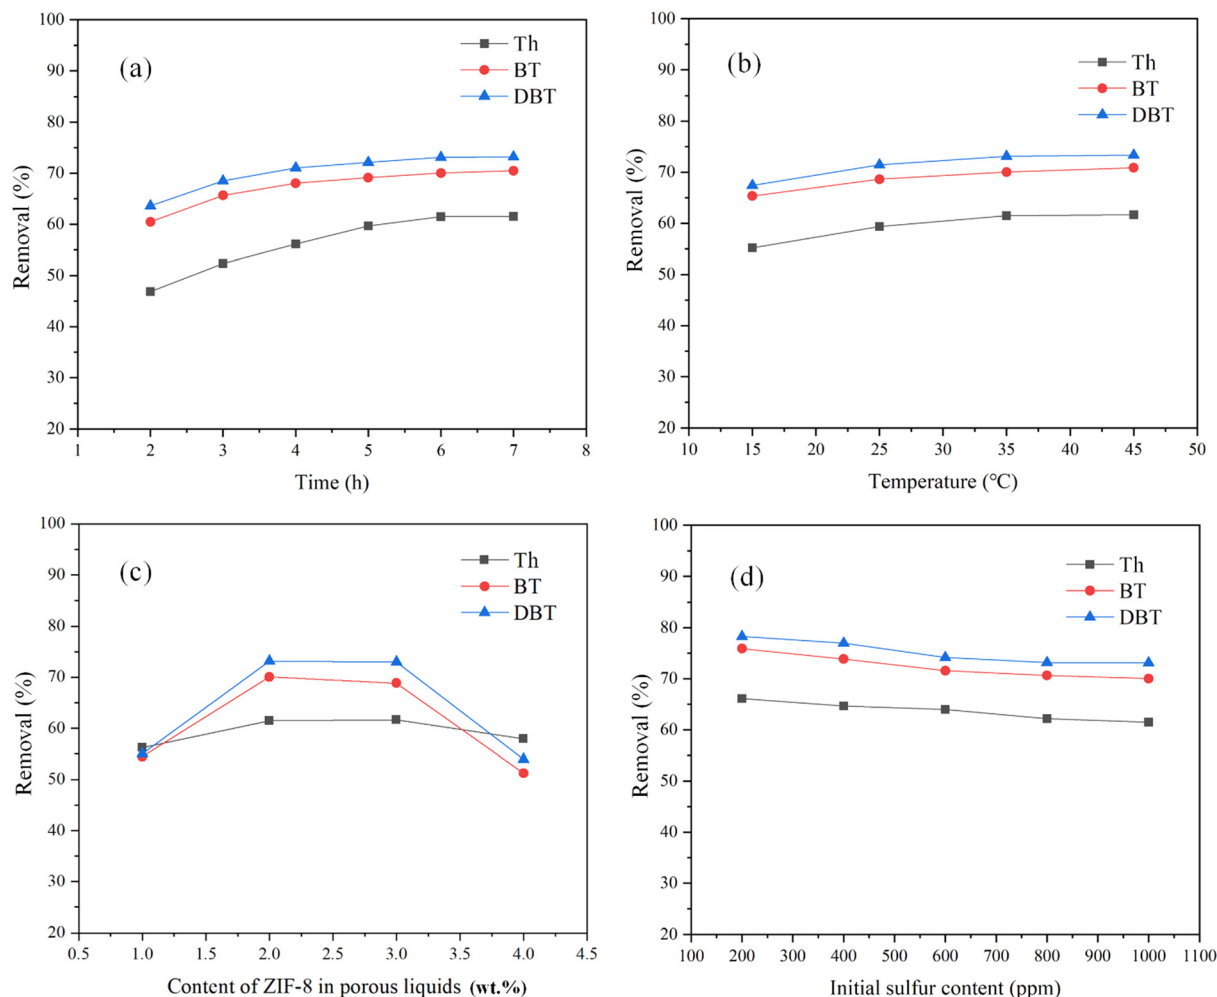 (a)
Th
BT
DBT
Removal (%)
100
90
80
70
60
50
40
30
20
1 2 3 4 5 6 7 8
Time (h)
(b)
Th
BT
DBT
Removal (%)
100
90
80
70
60
50
40
30
20
10 15 20 25 30 35 40 45 50
Temperature (℃)
(c)
Th
BT
DBT
Removal (%)
100
90
80
70
60
50
40
30
20
0.5 1.0 1.5 2.0 2.5 3.0 3.5 4.0 4.5
Content of ZIF-8 in porous liquids (wt.%)
(d)
Th
BT
DBT
Removal (%)
100
90
80
70
60
50
40
30
20
100 200 300 400 500 600 700 800 900 1000 1100
Initial sulfur content (ppm)